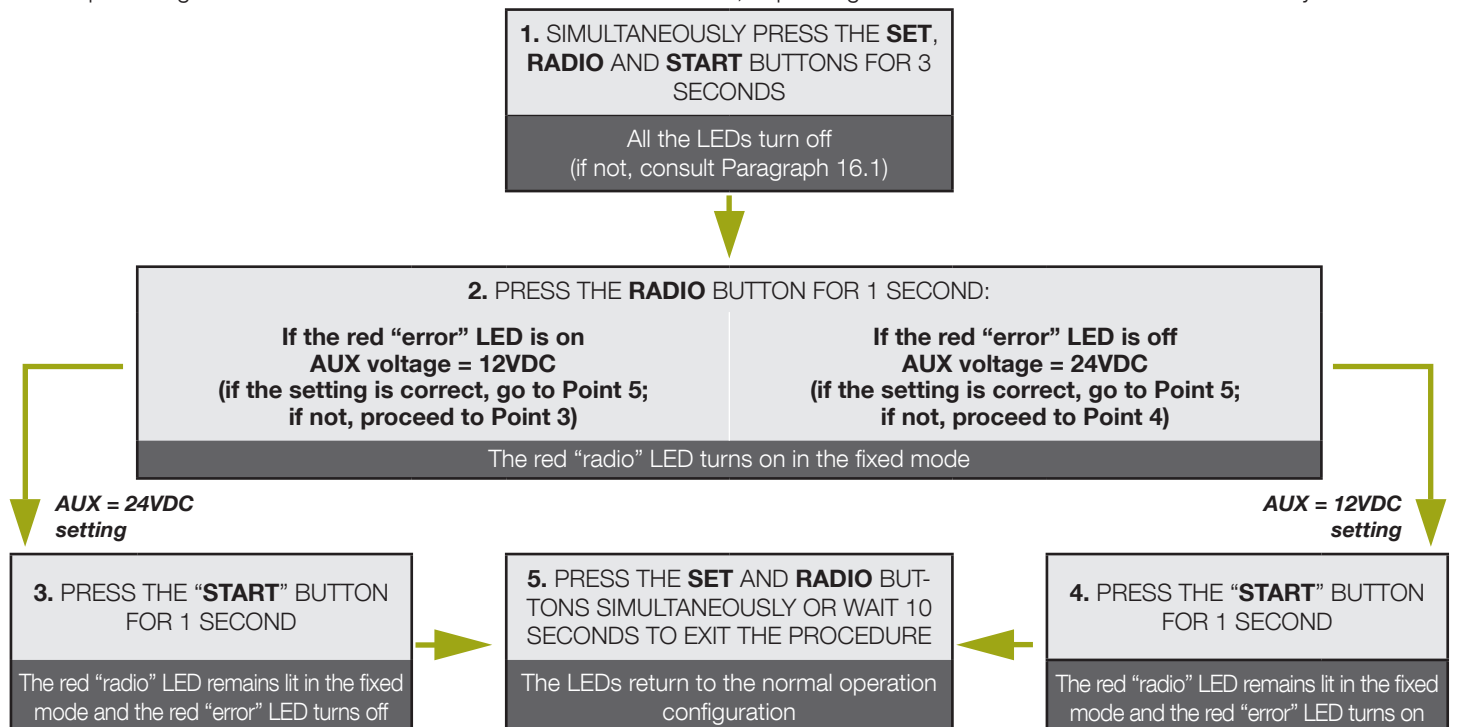 1. SIMULTANEOUSLY PRESS THE SET,
RADIO AND START BUTTONS FOR 3
SECONDS
All the LEDs turn off
(if not, consult Paragraph 16.1)
2. PRESS THE RADIO BUTTON FOR 1 SECOND:
If the red “error” LED is on
AUX voltage = 12VDC
(if the setting is correct, go to Point 5;
if not, proceed to Point 3)
If the red “error” LED is off
AUX voltage = 24VDC
(if the setting is correct, go to Point 5;
if not, proceed to Point 4)
The red “radio” LED turns on in the fixed mode
AUX = 24VDC
setting
AUX = 12VDC
setting
3. PRESS THE “START” BUTTON
FOR 1 SECOND
The red “radio” LED remains lit in the fixed
mode and the red “error” LED turns off
5. PRESS THE SET AND RADIO BUT-
TONS SIMULTANEOUSLY OR WAIT 10
SECONDS TO EXIT THE PROCEDURE
The LEDs return to the normal operation
configuration
4. PRESS THE “START” BUTTON
FOR 1 SECOND
The red “radio” LED remains lit in the fixed
mode and the red “error” LED turns on